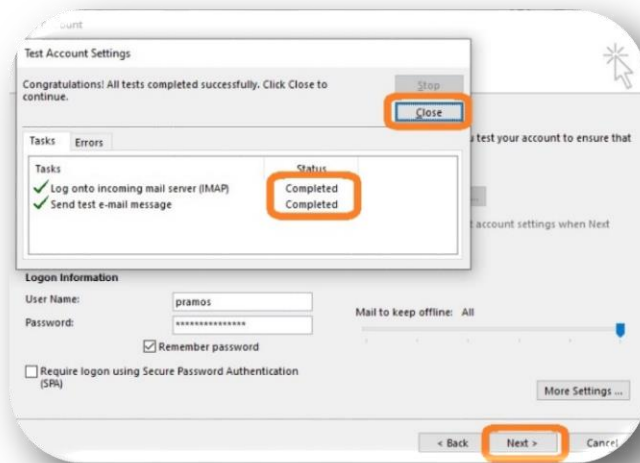 Account
Test Account Settings
Congratulations! All tests completed successfully. Click Close to
continue.
Stop
Close
Tasks Errors
u test your account to ensure that
Tasks Status
Log onto incoming mail server (IMAP) Completed
Send test e-mail message Completed
account settings when Next
Logon Information
User Name: pramos
Password: ***************
Mail to keep offline: All
Remember password
Require logon using Secure Password Authentication
(SPA)
More Settings ...
< Back Next > Cancel